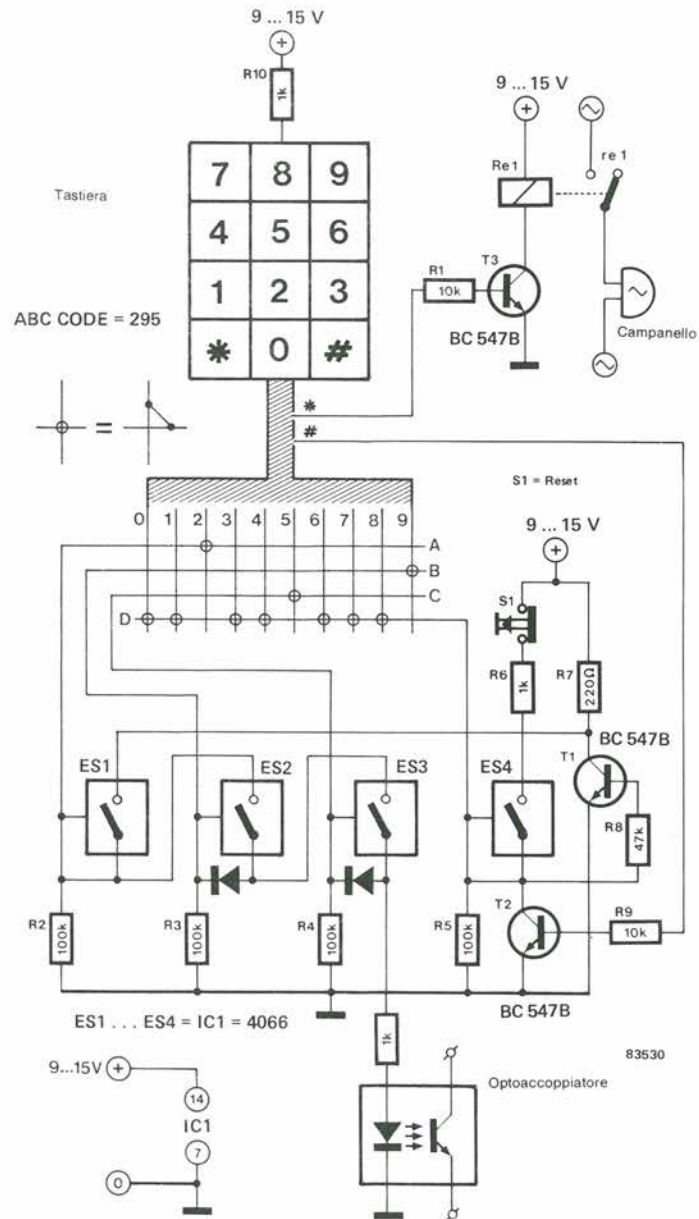 9 ... 15 V
+
R10
1k
9 ... 15 V
+
Re1
re 1
Tastiera
7 8 9
4 5 6
1 2 3
* 0 #
T3
R1
10k
BC 547B
Campanello
ABC CODE = 295
=
*
#
S1 = Reset
0 1 2 3 4 5 6 7 8 9
A
B
C
D
9 ... 15 V
+
S1
R6
1k
R7
220Ω
BC 547B
T1
ES1
ES2
ES3
ES4
R8
47k
R2
100k
R3
100k
R4
100k
R5
100k
T2
R9
10k
BC 547B
ES1 . . . ES4 = IC1 = 4066
1k
83530
9...15V +
14
IC1
7
0
Optoaccoppiatore